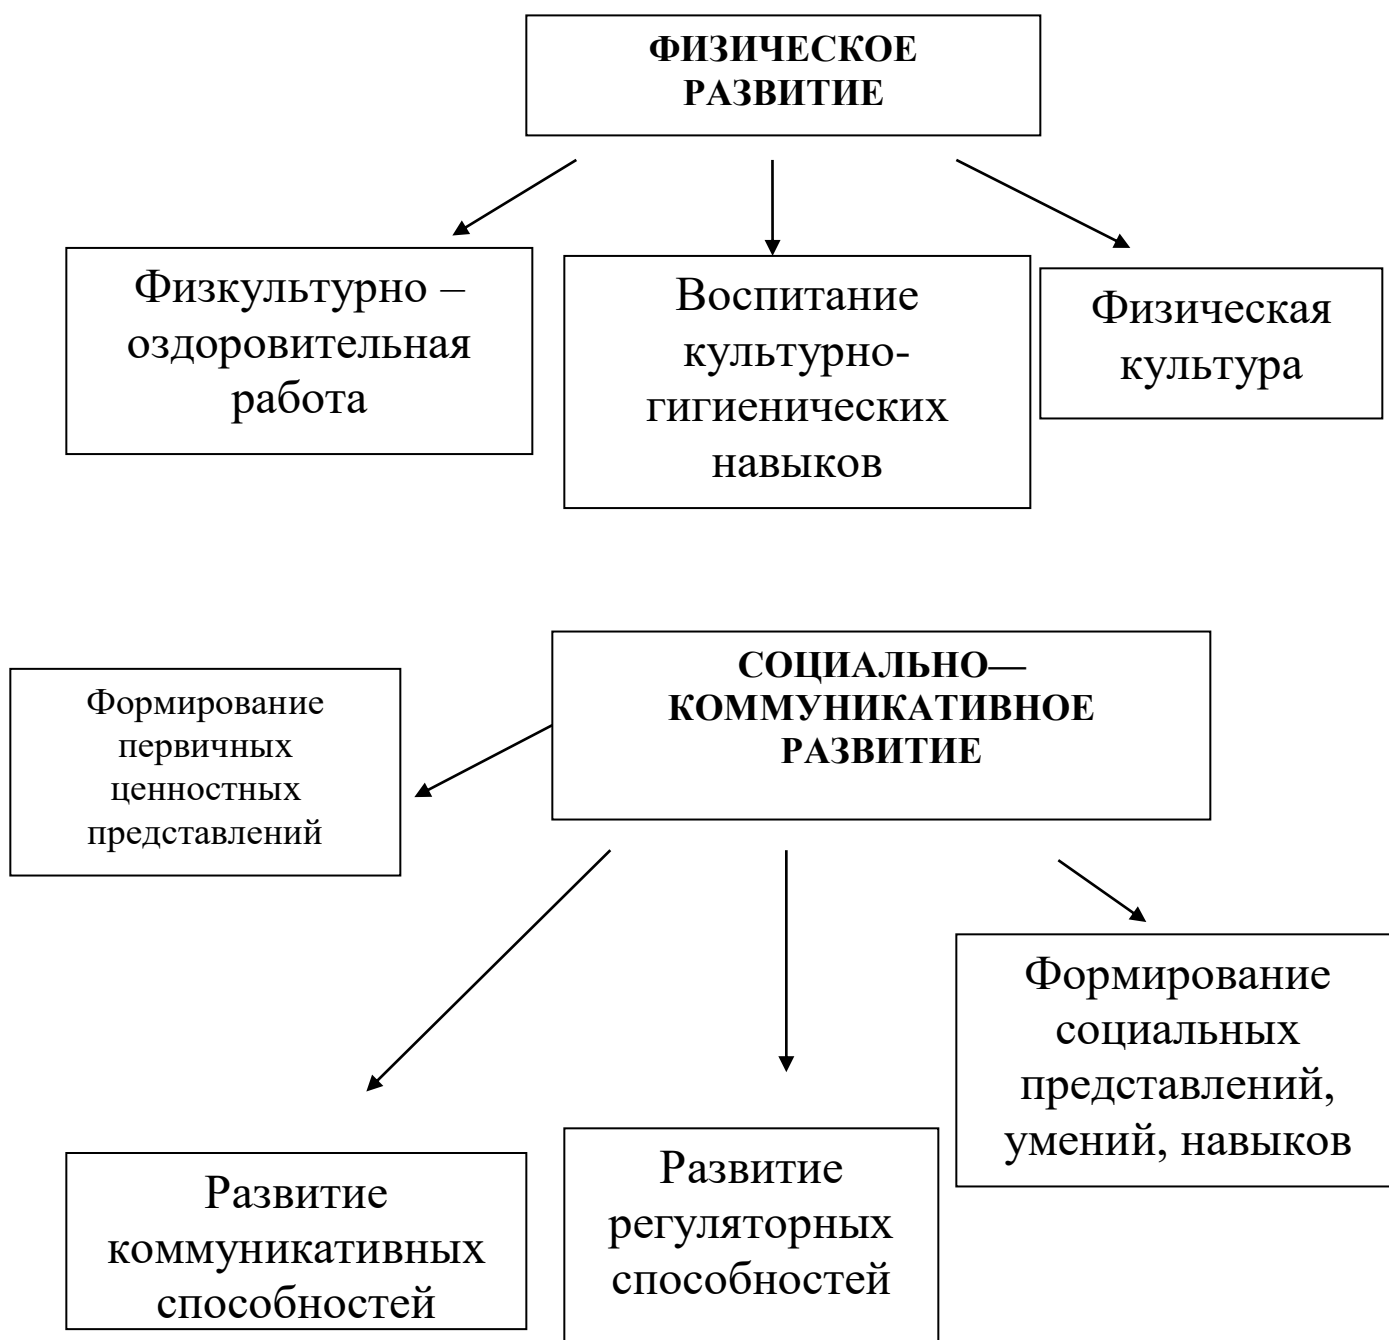 ФИЗИЧЕСКОЕ
РАЗВИТИЕ
Физкультурно –
оздоровительная
работа
Воспитание
культурно-
гигиенических
навыков
Физическая
культура
СОЦИАЛЬНО—
КОММУНИКАТИВНОЕ
РАЗВИТИЕ
Формирование
первичных
ценностных
представлений
Развитие
коммуникативных
способностей
Развитие
регуляторных
способностей
Формирование
социальных
представлений,
умений, навыков